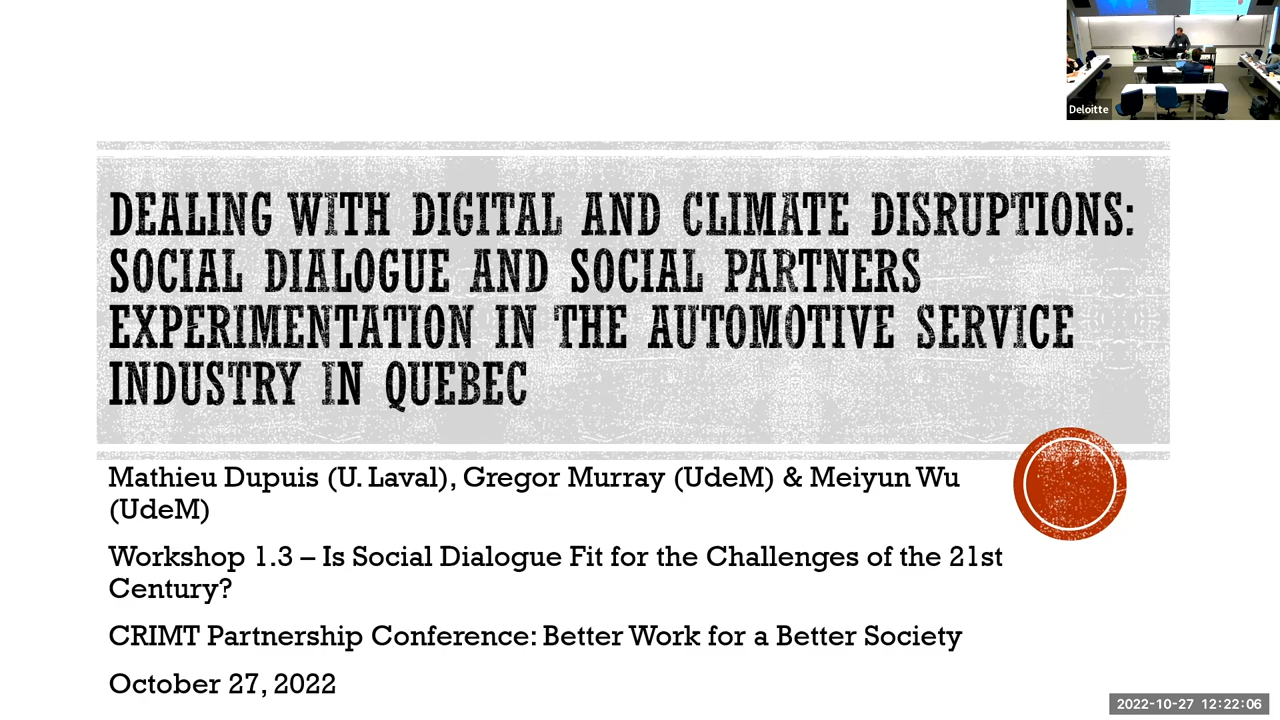 Deloitte
DEALING WITH DIGITAL AND CLIMATE DISRUPTIONS:
SOCIAL DIALOGUE AND SOCIAL PARTNERS
EXPERIMENTATION IN THE AUTOMOTIVE SERVICE
INDUSTRY IN QUEBEC
Mathieu Dupuis (U. Laval), Gregor Murray (UdeM) & Meiyun Wu
(UdeM)
Workshop 1.3 – Is Social Dialogue Fit for the Challenges of the 21st
Century?
CRIMT Partnership Conference: Better Work for a Better Society
October 27, 2022
2022-10-27 12:22:06